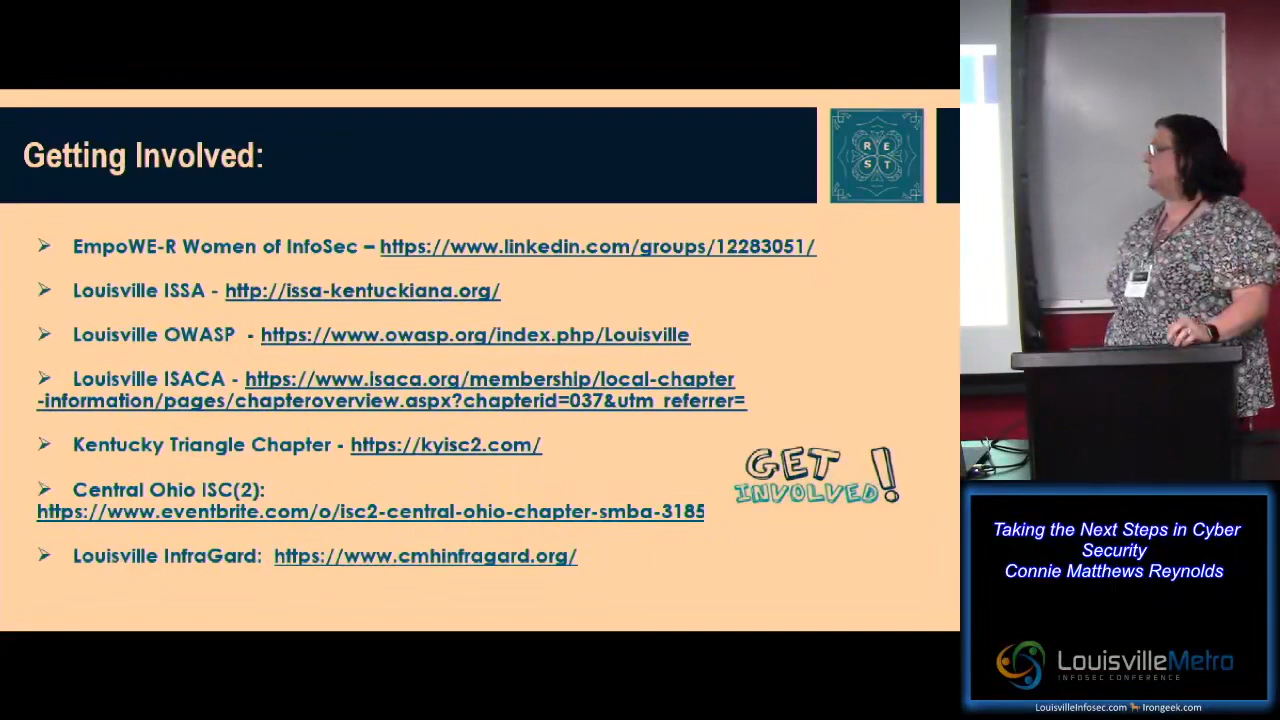 Getting Involved:
R E
S T
➢ EmpoWE-R Women of InfoSec – https://www.linkedin.com/groups/12283051/
➢ Louisville ISSA - http://issa-kentuckiana.org/
➢ Louisville OWASP - https://www.owasp.org/index.php/Louisville
➢ Louisville ISACA - https://www.isaca.org/membership/local-chapter
-information/pages/chapteroverview.aspx?chapterid=037&utm_referrer=
➢ Kentucky Triangle Chapter - https://kyisc2.com/
➢ Central Ohio ISC(2):
https://www.eventbrite.com/o/isc2-central-ohio-chapter-smba-3185
➢ Louisville InfraGard: https://www.cmhinfragard.org/
GET
INVOLVED!
Taking the Next Steps in Cyber
Security
Connie Matthews Reynolds
LouisvilleMetro
INFOSEC CONFERENCE
LouisvilleInfosec.com Irongeek.com